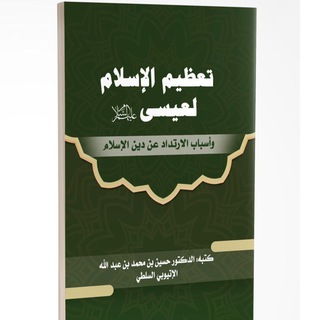 تعظيم الإسلام
لعيسى عليه السلام
وأسباب الارتداد عن دين الإسلام
كتبه: الدكتور حسين بن محمد بن عبد الله
الإتيوبي السلطي